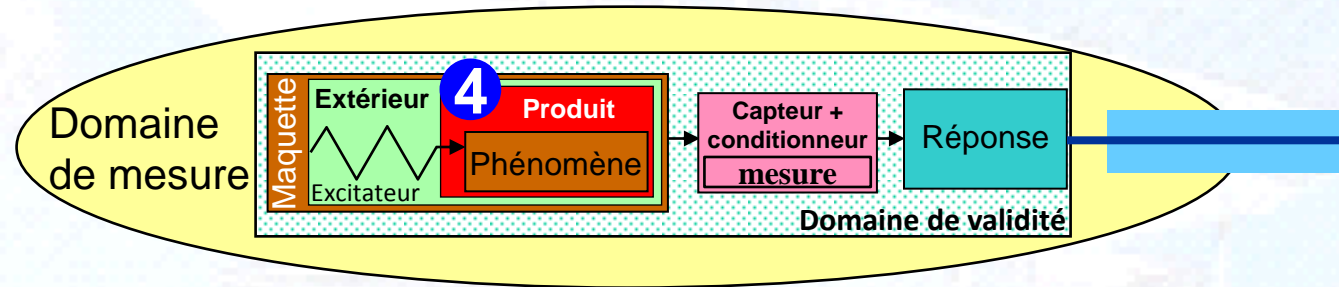 Domaine
de mesure
Maquette
Extérieur
Excitateur
4
Produit
Phénomène
Capteur +
conditionneur
mesure
Réponse
Domaine de validité